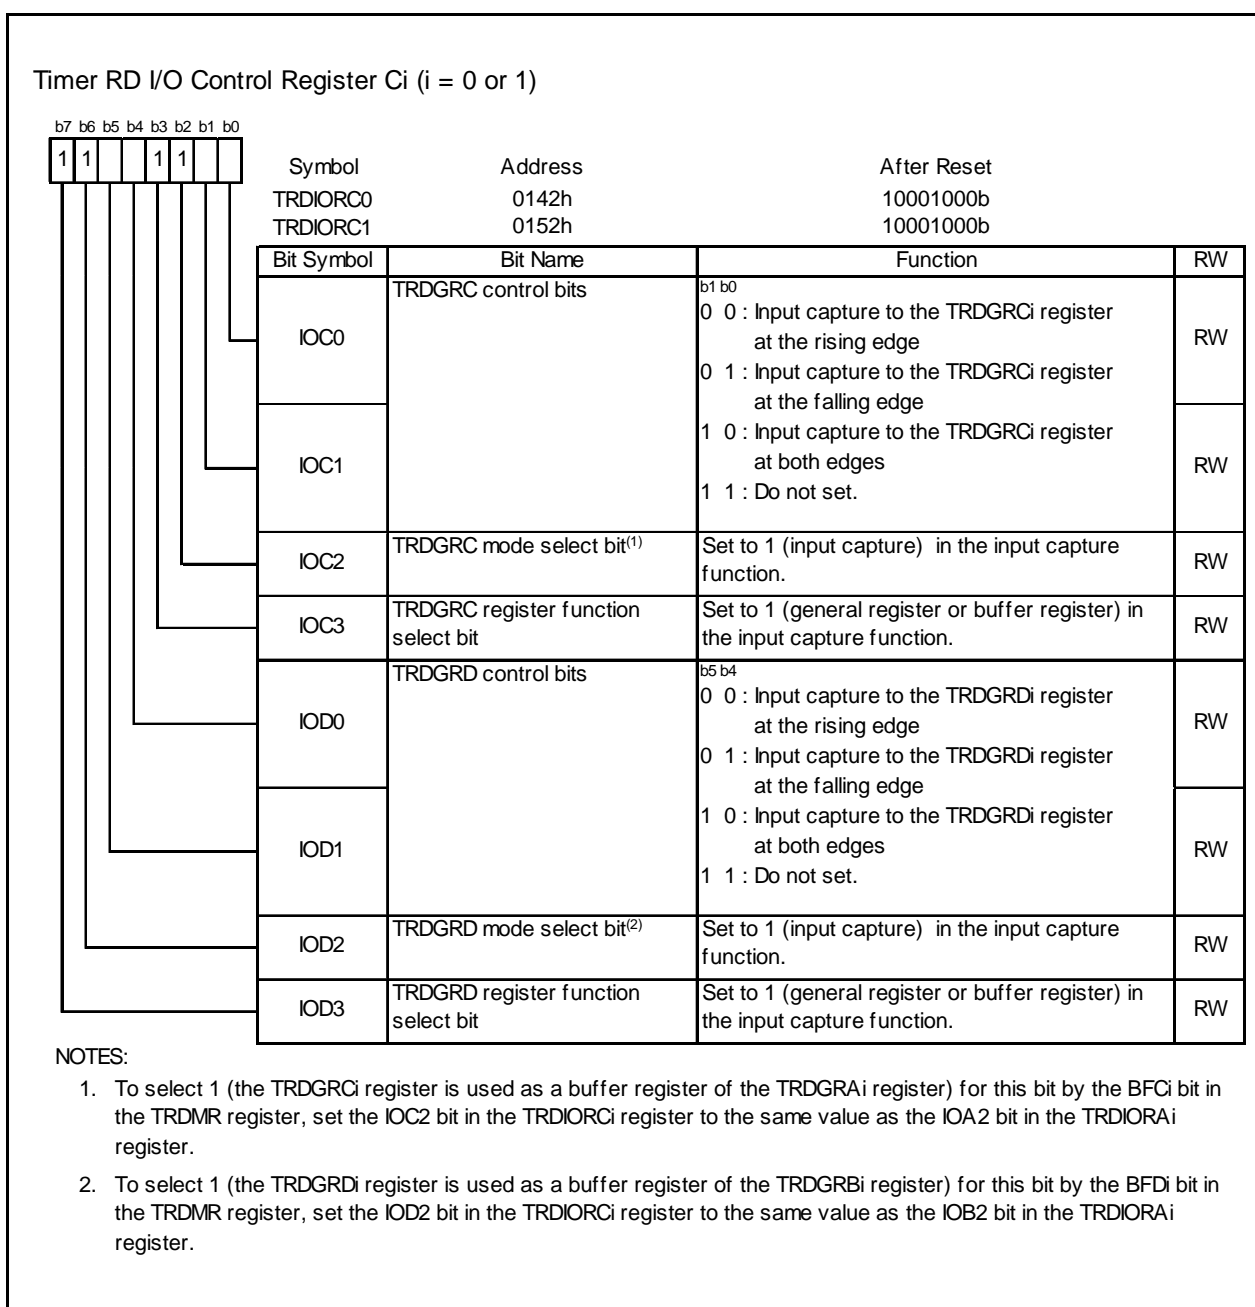 Timer RD I/O Control Register Ci (i = 0 or 1)
b7 b6 b5 b4 b3 b2 b1 b0
1 1 1 1
Symbol Address After Reset
TRDIORC0 0142h 10001000b
TRDIORC1 0152h 10001000b
Bit Symbol Bit Name Function RW
IOC0 TRDGRC control bits b1 b0
0 0 : Input capture to the TRDGRCi register
at the rising edge RW
0 1 : Input capture to the TRDGRCi register
at the falling edge
1 0 : Input capture to the TRDGRCi register
IOC1 at both edges RW
1 1 : Do not set.
IOC2 TRDGRC mode select bit(1) Set to 1 (input capture) in the input capture RW
function.
IOC3 TRDGRC register function Set to 1 (general register or buffer register) in RW
select bit the input capture function.
TRDGRD control bits b5 b4
0 0 : Input capture to the TRDGRDi register
IOD0 at the rising edge RW
0 1 : Input capture to the TRDGRDi register
at the falling edge
1 0 : Input capture to the TRDGRDi register
IOD1 at both edges RW
1 1 : Do not set.
IOD2 TRDGRD mode select bit(2) Set to 1 (input capture) in the input capture RW
function.
IOD3 TRDGRD register function Set to 1 (general register or buffer register) in RW
select bit the input capture function.
NOTES:
1. To select 1 (the TRDGRCi register is used as a buffer register of the TRDGRAi register) for this bit by the BFCi bit in
the TRDMR register, set the IOC2 bit in the TRDIORCi register to the same value as the IOA2 bit in the TRDIORAi
register.
2. To select 1 (the TRDGRDi register is used as a buffer register of the TRDGRBi register) for this bit by the BFDi bit in
the TRDMR register, set the IOD2 bit in the TRDIORCi register to the same value as the IOB2 bit in the TRDIORAi
register.